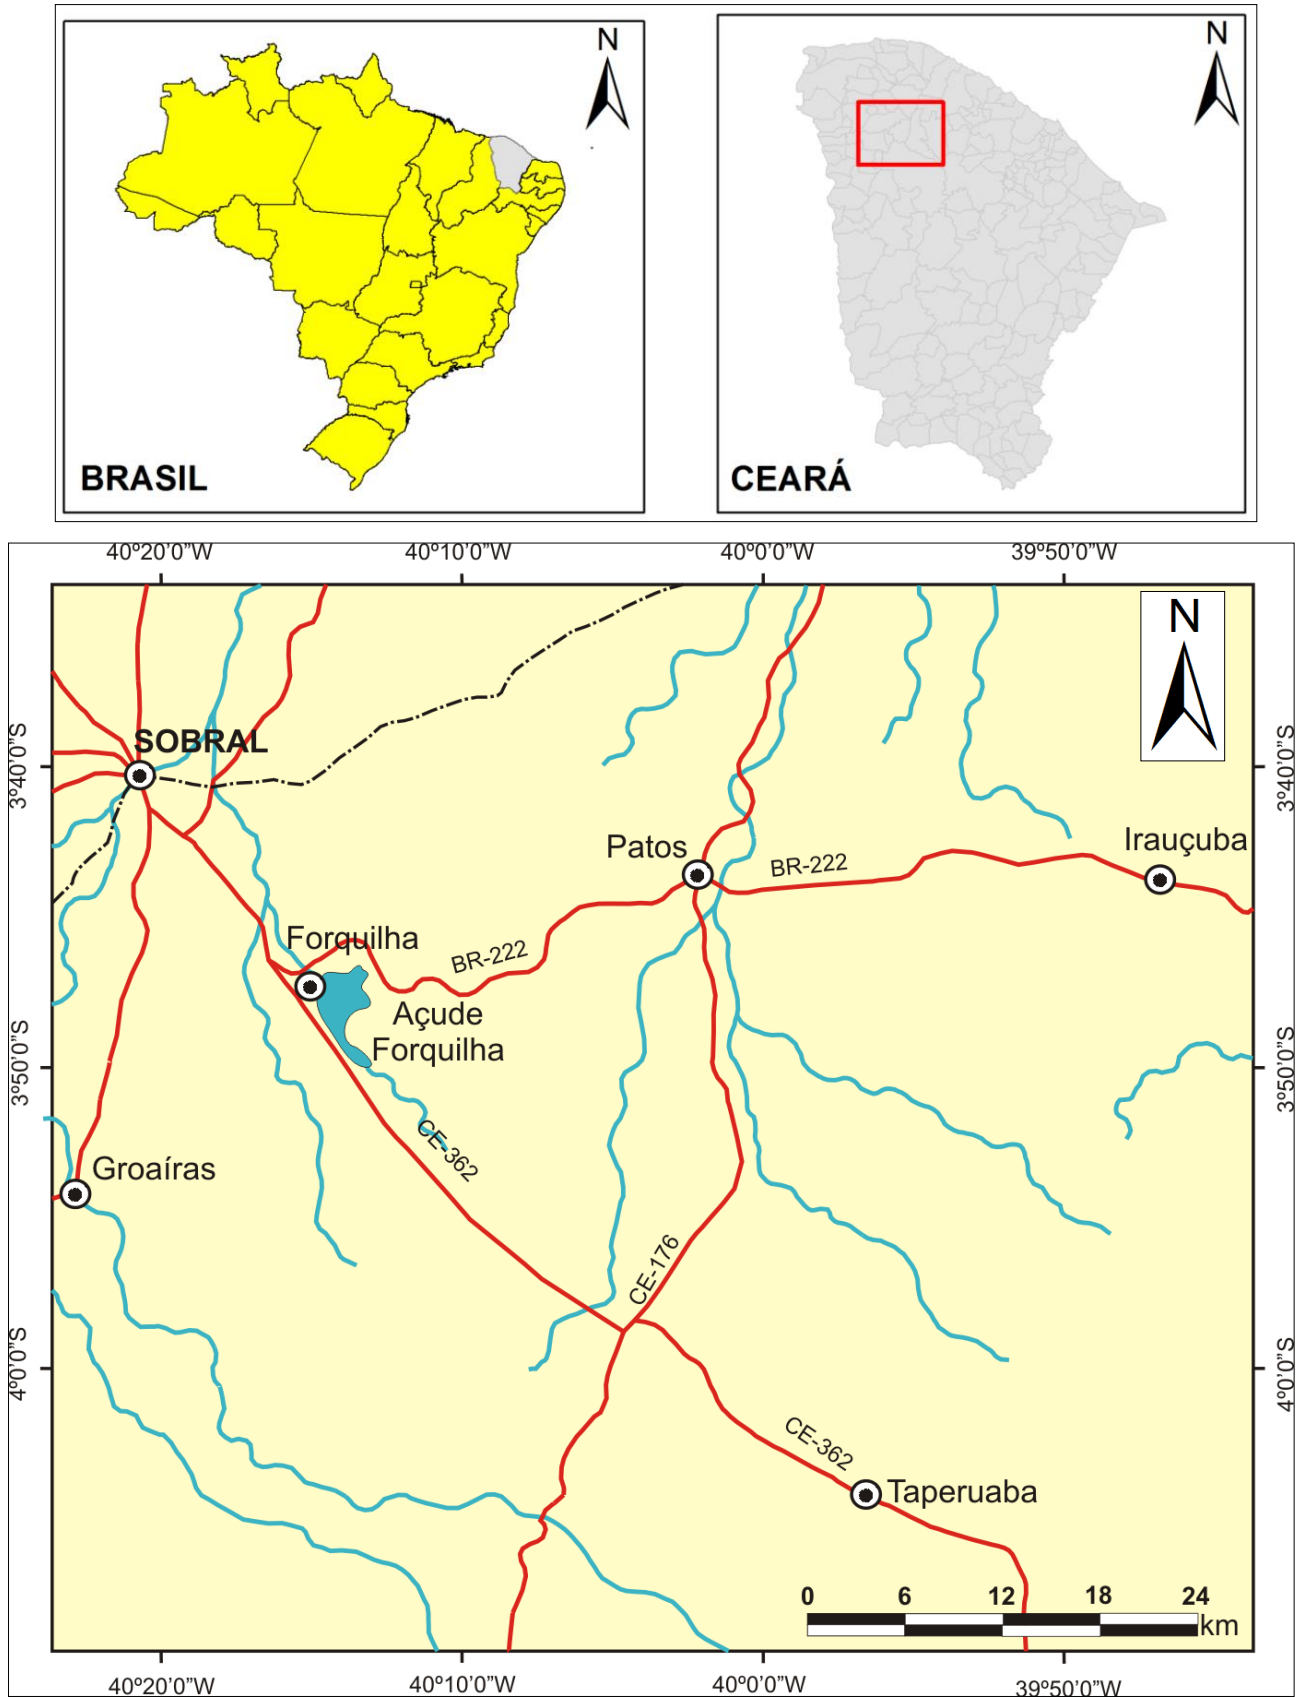 N
BRASIL
N
CEARÁ
40º20'0"W
40º10'0"W
40º0'0"W
39º50'0"W
N
SOBRAL
3º40'0"S
3º40'0"S
Patos
BR-222
Irauçuba
Forquilha
BR-222
Açude
Forquilha
3º50'0"S
3º50'0"S
CE-362
Groaíras
CE-176
4º0'0"S
4º0'0"S
CE-362
Taperuaba
0 6 12 18 24
km
40º20'0"W
40º10'0"W
40º0'0"W
39º50'0"W